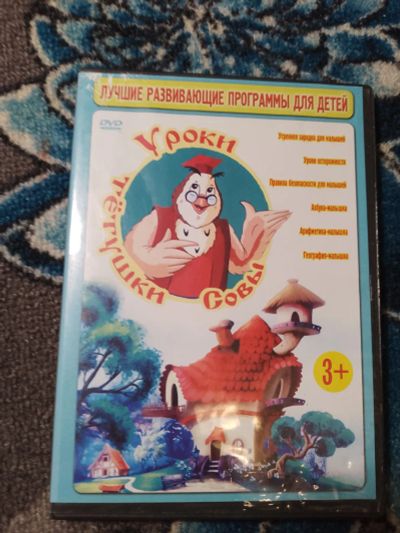 ЛУЧШИЕ РАЗВИВАЮЩИЕ ПРОГРАММЫ ДЛЯ ДЕТЕЙ
DVD
Уроки
тётушки
Совы
Утренняя зарядка для малышей
Уроки осторожности
Правила безопасности для малышей
Азбука-малышка
Арифметика-малышка
География-малышка
3+